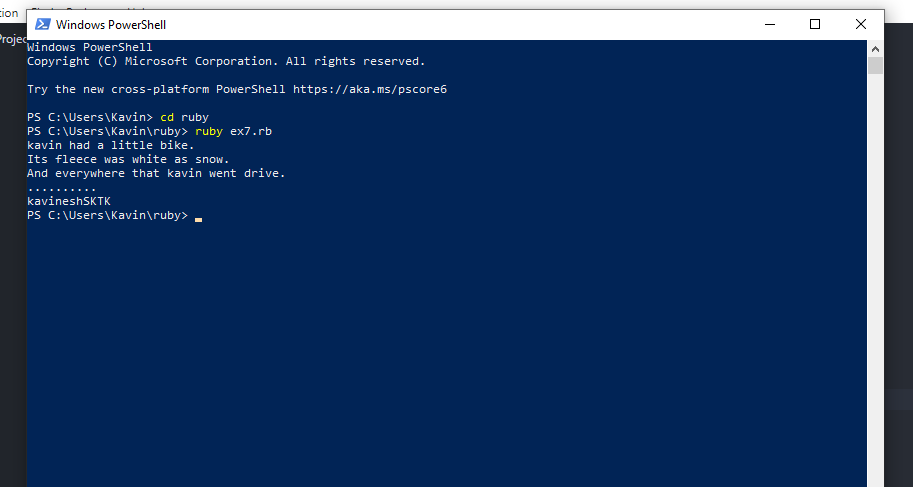 Windows PowerShell
Windows PowerShell
Copyright (C) Microsoft Corporation. All rights reserved.
Try the new cross-platform PowerShell https://aka.ms/pscore6
PS C:\Users\Kavin> cd ruby
PS C:\Users\Kavin\ruby> ruby ex7.rb
kavin had a little bike.
Its fleece was white as snow.
And everywhere that kavin went drive.
..........
kavineshSKTK
PS C:\Users\Kavin\ruby>